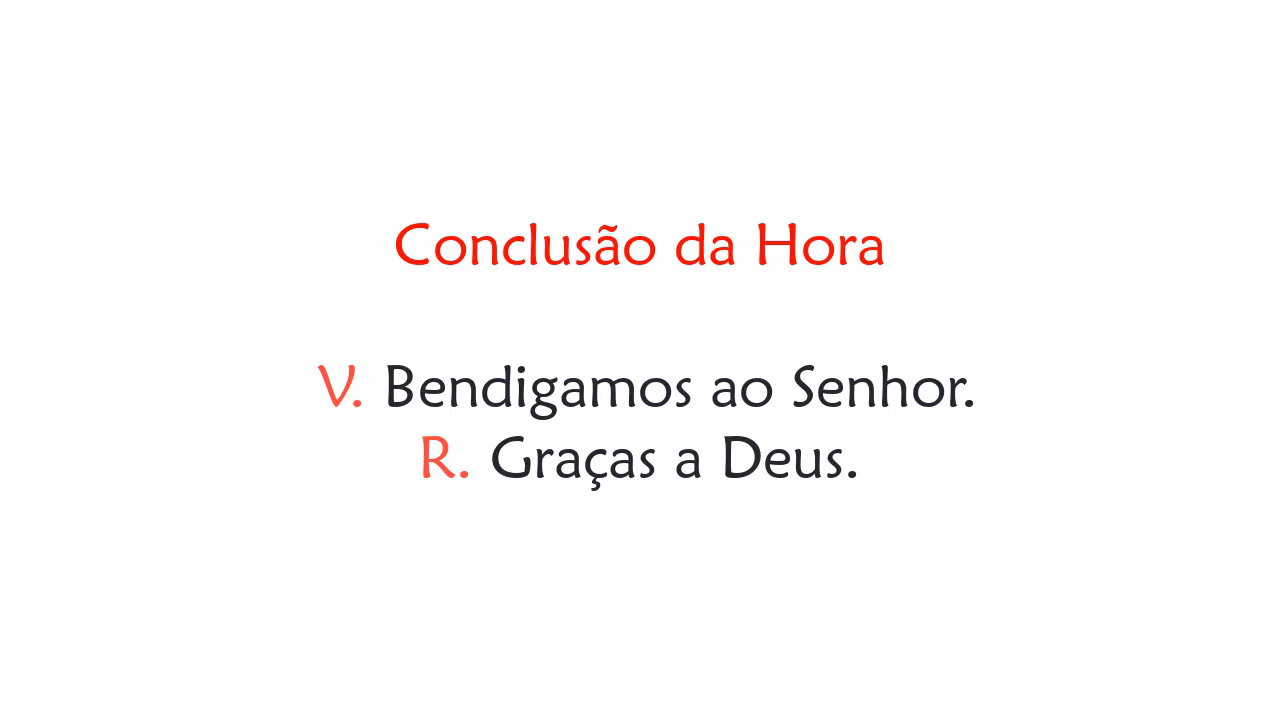 Conclusão da Hora
V. Bendigamos ao Senhor.
R. Graças a Deus.